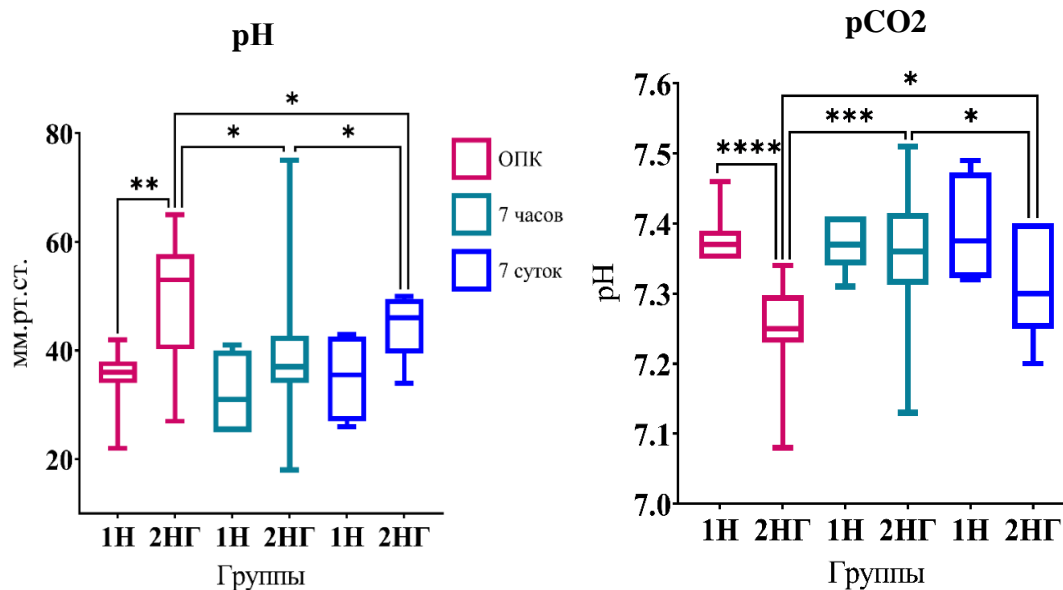 pH
мм.рт.ст.
80
60
40
20
**
*
*
*
1Н 2НГ 1Н 2НГ 1Н 2НГ
Группы
ОПК
7 часов
7 суток
pCO2
pH
7.6
7.5
7.4
7.3
7.2
7.1
7.0
****
***
*
*
1Н 2НГ 1Н 2НГ 1Н 2НГ
Группы